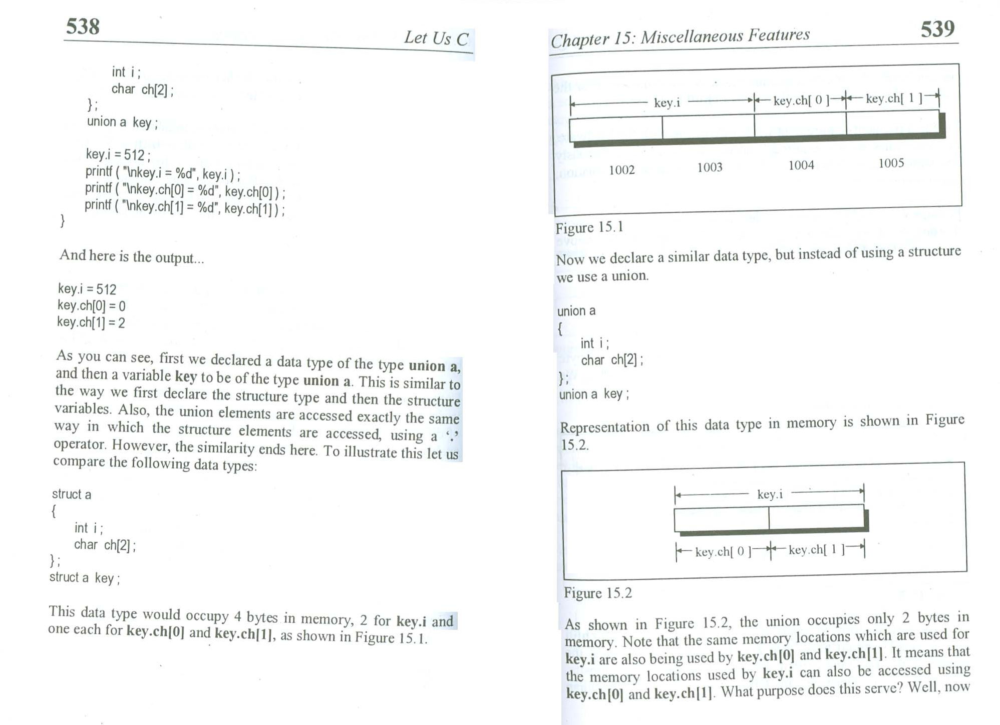 538
Let Us C
int i ;
char ch[2] ;
} ;
union a key ;
key.i = 512 ;
printf ( "\nkey.i = %d", key.i ) ;
printf ( "\nkey.ch[0] = %d", key.ch[0] ) ;
printf ( "\nkey.ch[1] = %d", key.ch[1] ) ;
}
And here is the output...
key.i = 512
key.ch[0] = 0
key.ch[1] = 2
As you can see, first we declared a data type of the type union a,
and then a variable key to be of the type union a. This is similar to
the way we first declare the structure type and then the structure
variables. Also, the union elements are accessed exactly the same
way in which the structure elements are accessed, using a ‘.’
operator. However, the similarity ends here. To illustrate this let us
compare the following data types:
struct a
{
int i ;
char ch[2] ;
} ;
struct a key ;
This data type would occupy 4 bytes in memory, 2 for key.i and
one each for key.ch[0] and key.ch[1], as shown in Figure 15.1.
Chapter 15: Miscellaneous Features
539
key.i key.ch[ 0 ] key.ch[ 1 ]
1002 1003 1004 1005
Figure 15.1
Now we declare a similar data type, but instead of using a structure
we use a union.
union a
{
int i ;
char ch[2] ;
} ;
union a key ;
Representation of this data type in memory is shown in Figure
15.2.
key.i
key.ch[ 0 ] key.ch[ 1 ]
Figure 15.2
As shown in Figure 15.2, the union occupies only 2 bytes in
memory. Note that the same memory locations which are used for
key.i are also being used by key.ch[0] and key.ch[1]. It means that
the memory locations used by key.i can also be accessed using
key.ch[0] and key.ch[1]. What purpose does this serve? Well, now